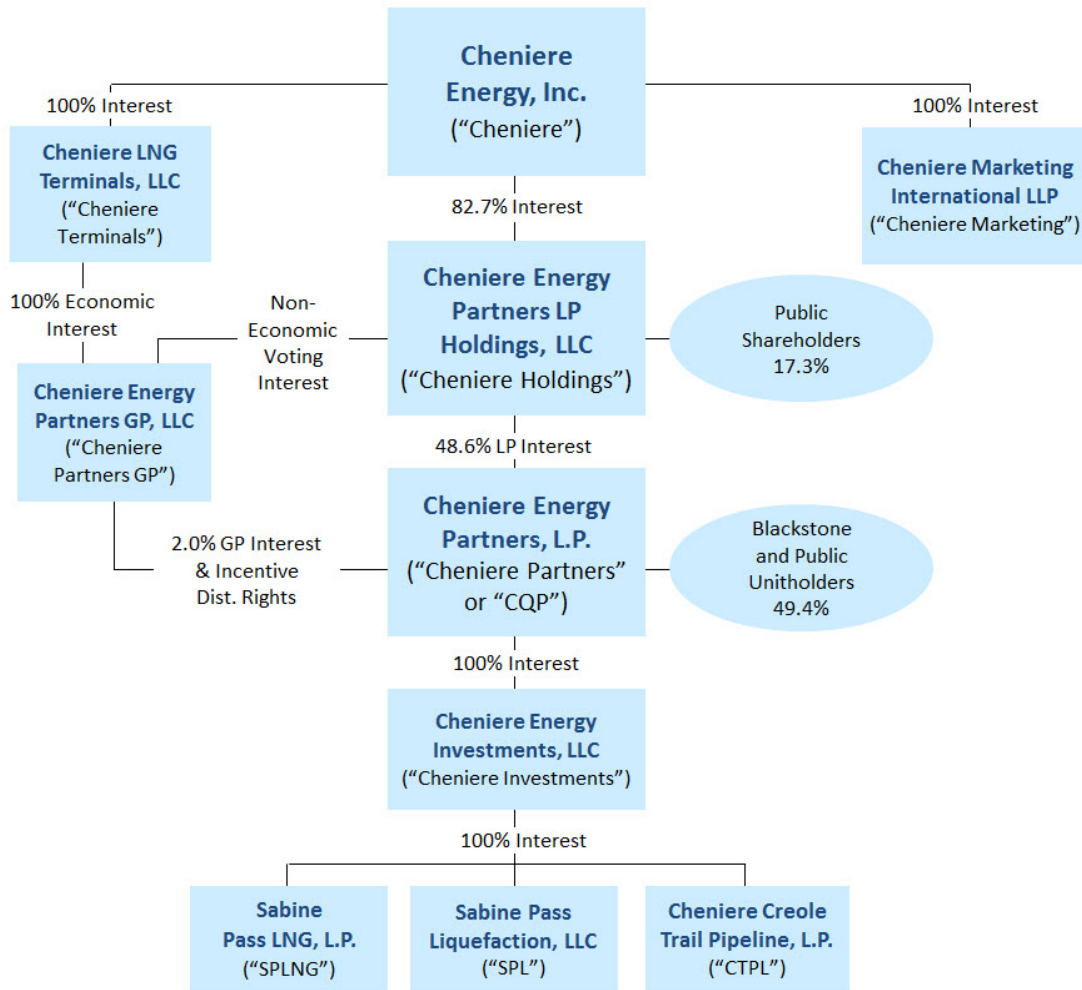 Cheniere
Energy, Inc.
(“Cheniere”)
100% Interest
100% Interest
Cheniere LNG
Terminals, LLC
(“Cheniere
Terminals”)
82.7% Interest
Cheniere Marketing
International LLP
(“Cheniere Marketing”)
100% Economic
Interest
Non-
Economic
Voting
Interest
Cheniere Energy
Partners LP
Holdings, LLC
(“Cheniere Holdings”)
Public
Shareholders
17.3%
Cheniere Energy
Partners GP, LLC
(“Cheniere
Partners GP”)
48.6% LP Interest
2.0% GP Interest
& Incentive
Dist. Rights
Cheniere Energy
Partners, L.P.
(“Cheniere Partners”
or “CQP”)
Blackstone
and Public
Unitholders
49.4%
100% Interest
Cheniere Energy
Investments, LLC
(“Cheniere Investments”)
100% Interest
Sabine
Pass LNG, L.P.
(“SPLNG”)
Sabine Pass
Liquefaction, LLC
(“SPL”)
Cheniere Creole
Trail Pipeline, L.P.
(“CTPL”)